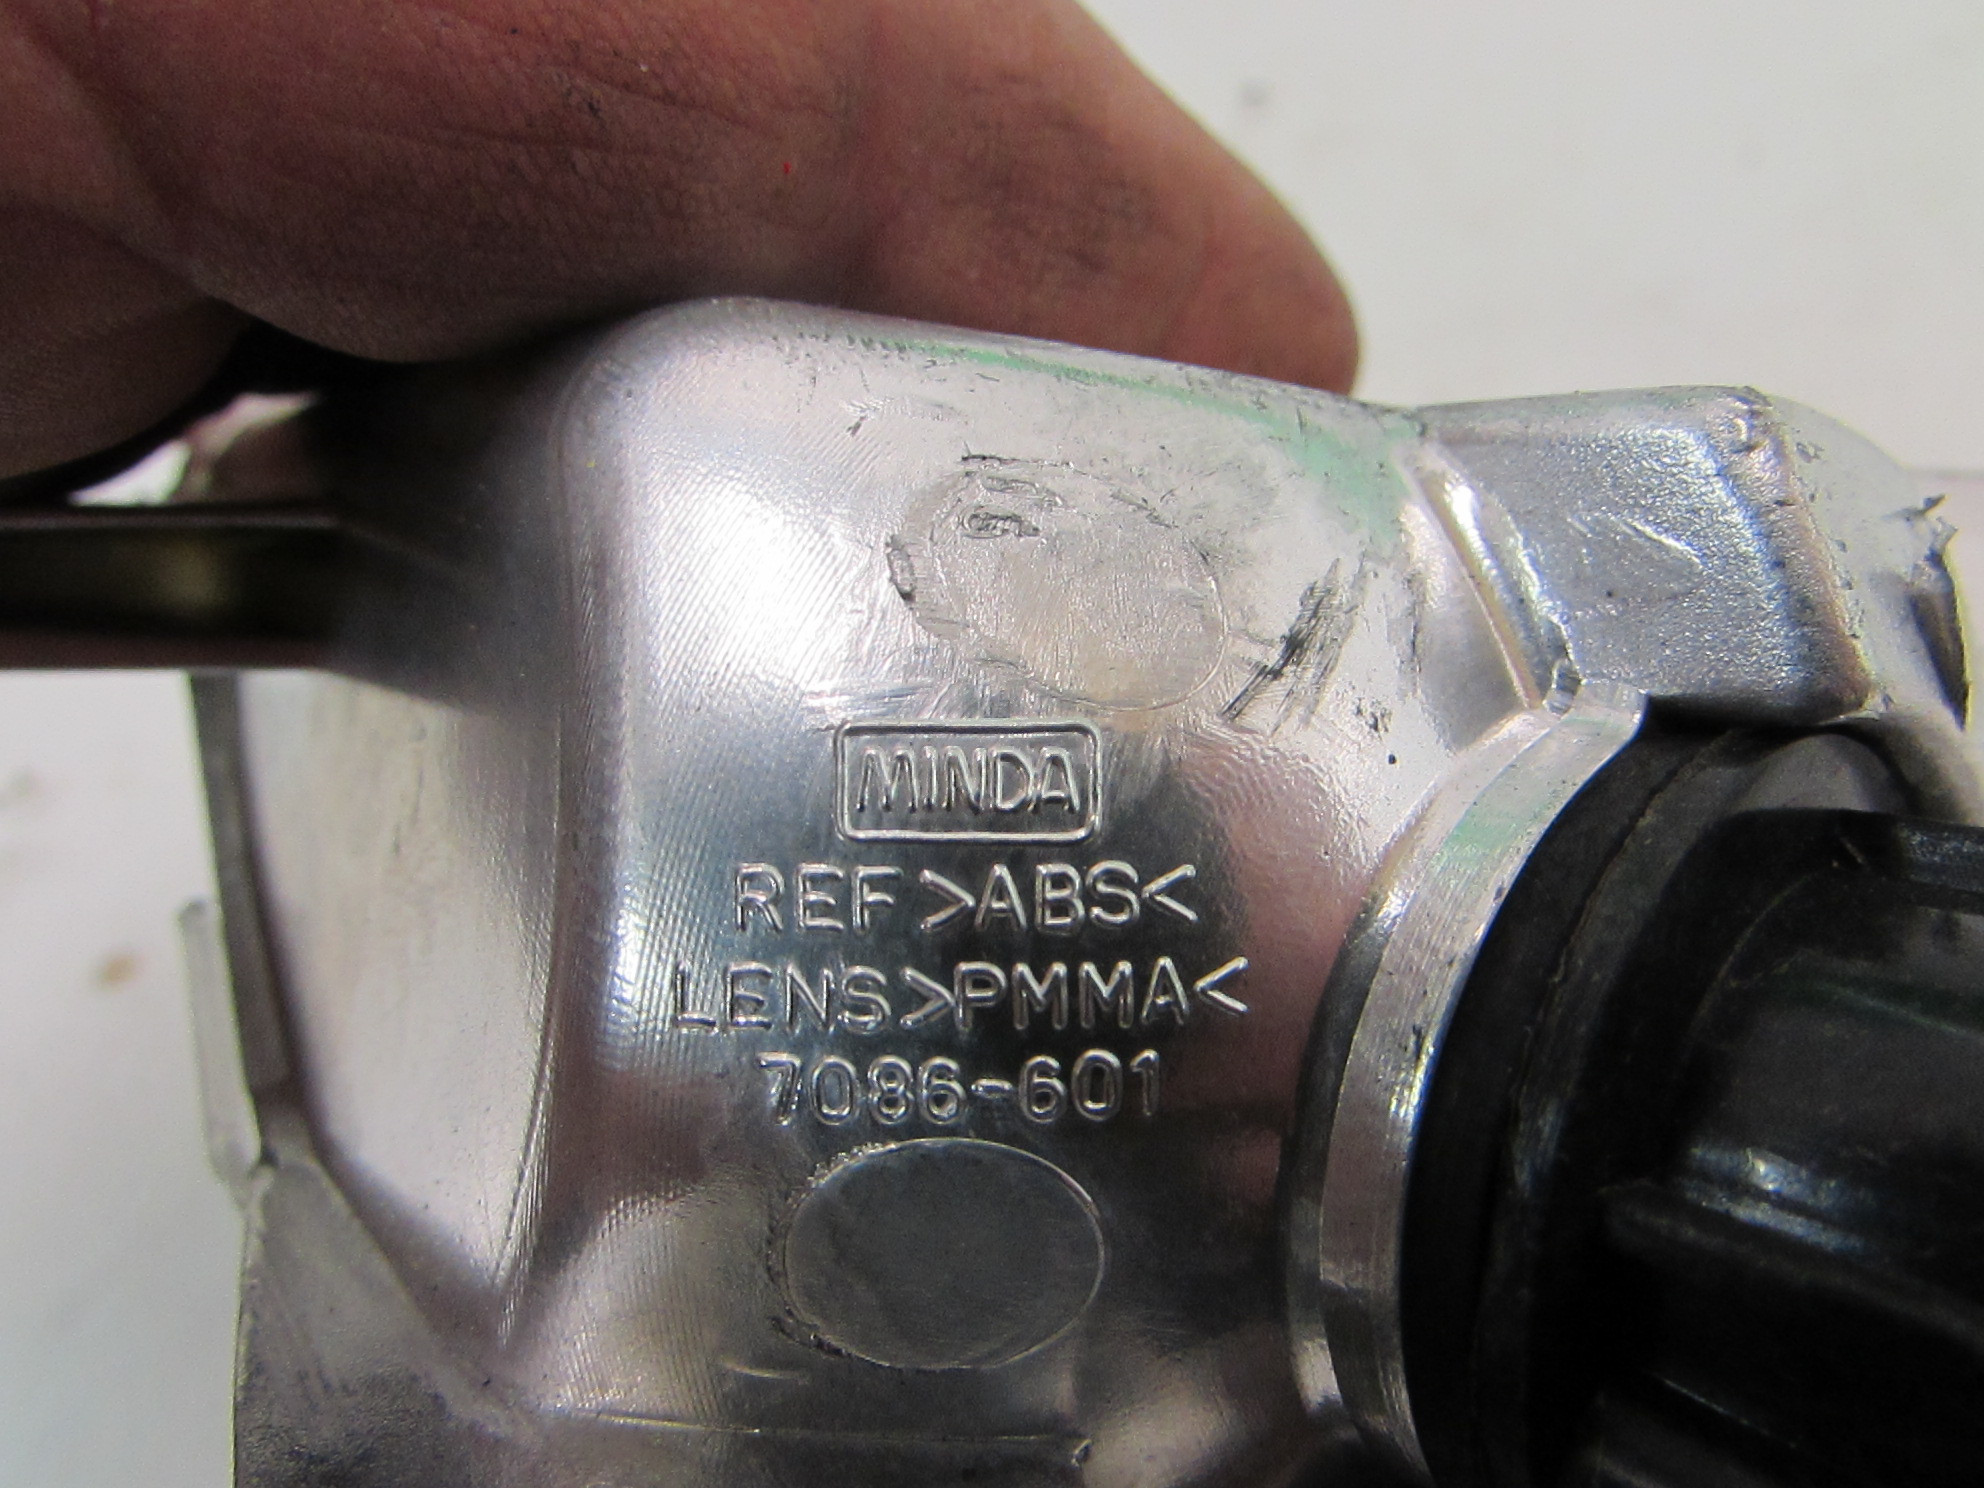 MINDA
REF >ABS<
LENS >PMMA<
7086-601